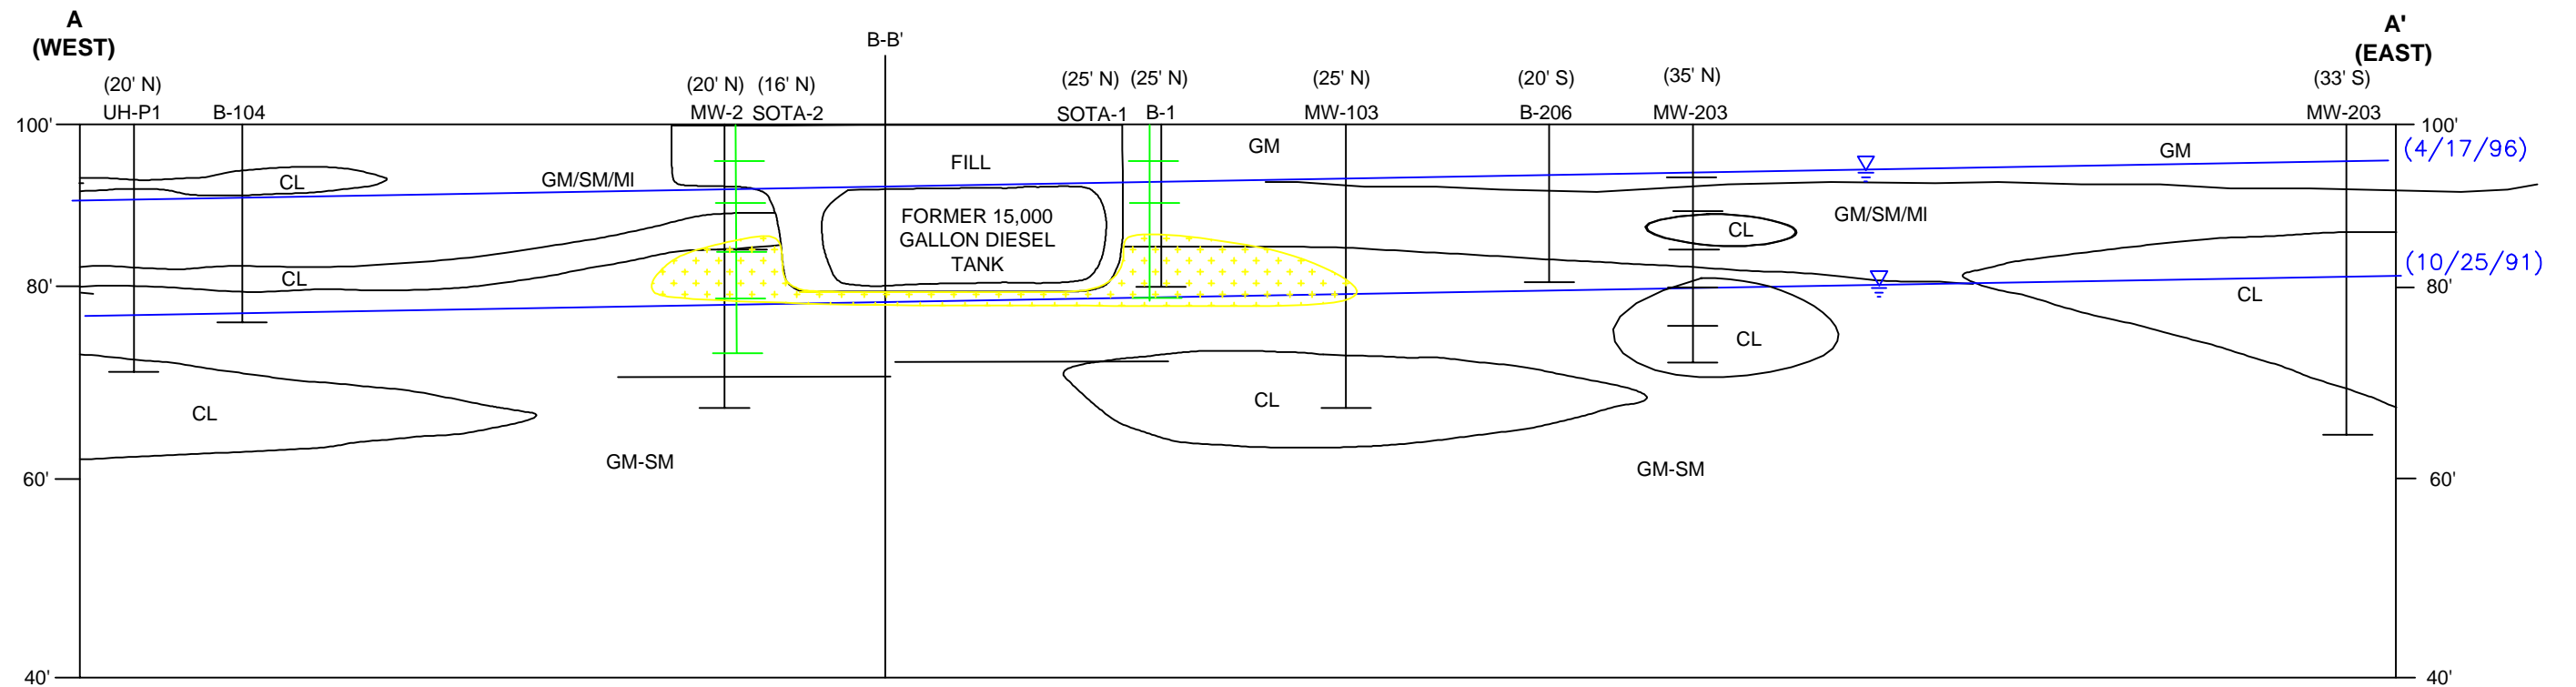 A
(WEST)
A'
(EAST)
B-B'
(20' N)
UH-P1
B-104
(20' N)
MW-2
(16' N)
SOTA-2
(25' N)
SOTA-1
(25' N)
B-1
(25' N)
MW-103
(20' S)
B-206
(35' N)
MW-203
(33' S)
MW-203
100'
100'
(4/17/96)
GM
GM
FILL
CL
GM/SM/MI
FORMER 15,000
GALLON DIESEL
TANK
GM/SM/MI
CL
(10/25/91)
CL
80'
80'
CL
CL
CL
CL
GM-SM
GM-SM
60'
60'
40'
40'